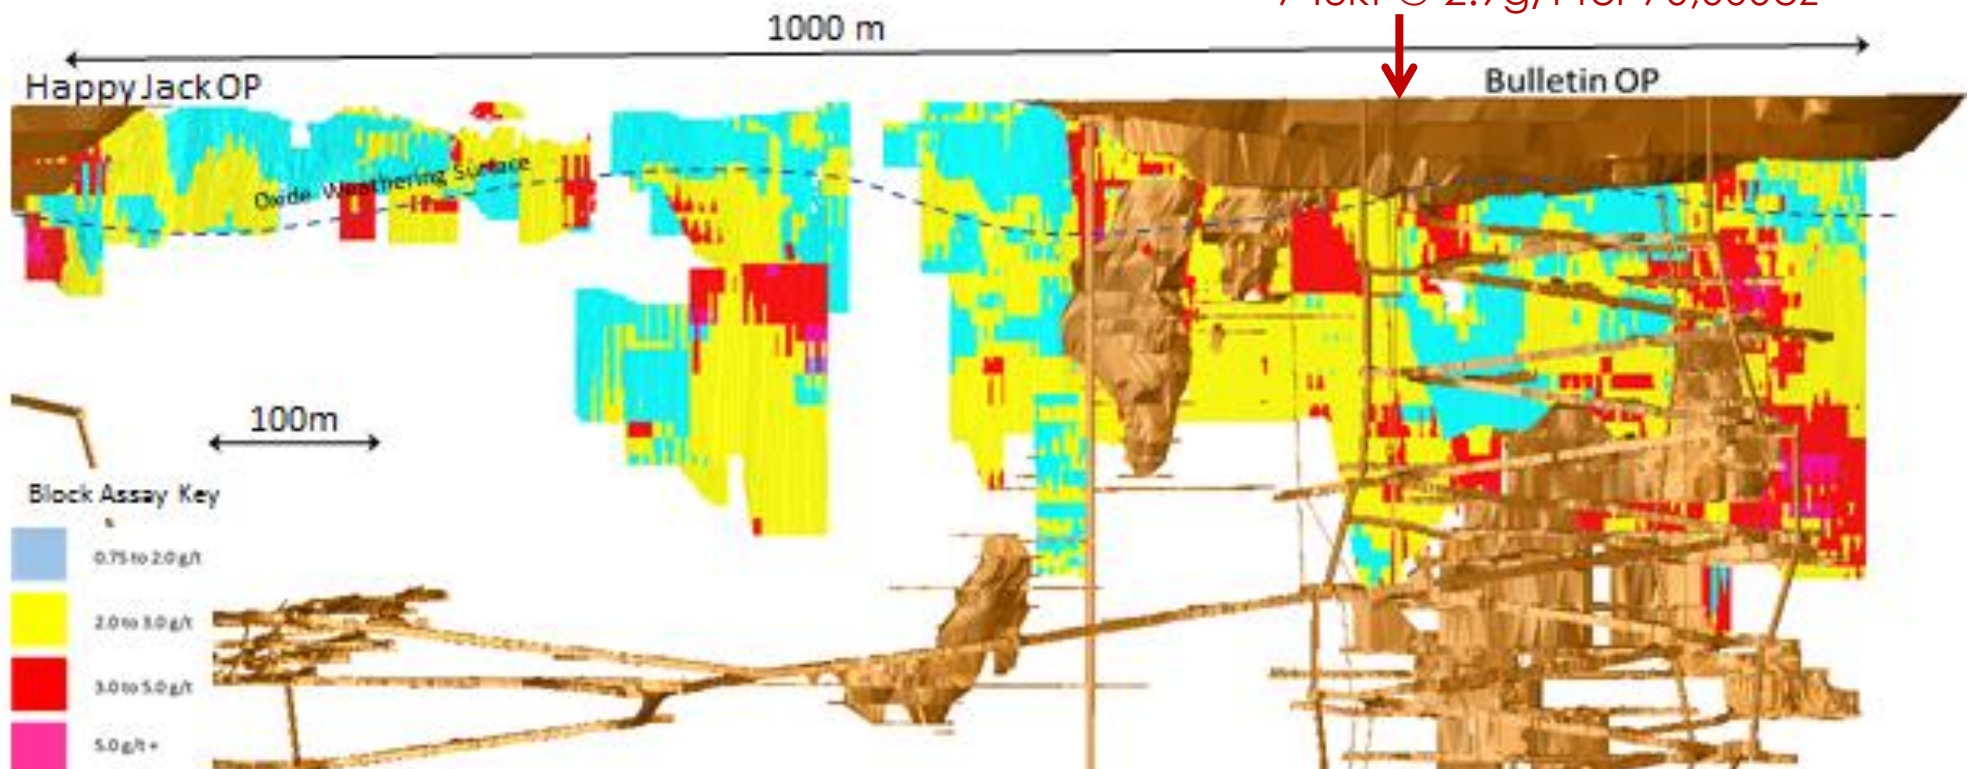 1000 m
Happy Jack OP
Bulletin OP
Oxide Weathering Surface
100m
Block Assay Key
0.75 to 2.0 g/t
2.0 to 3.0 g/t
3.0 to 5.0 g/t
5.0 g/t +